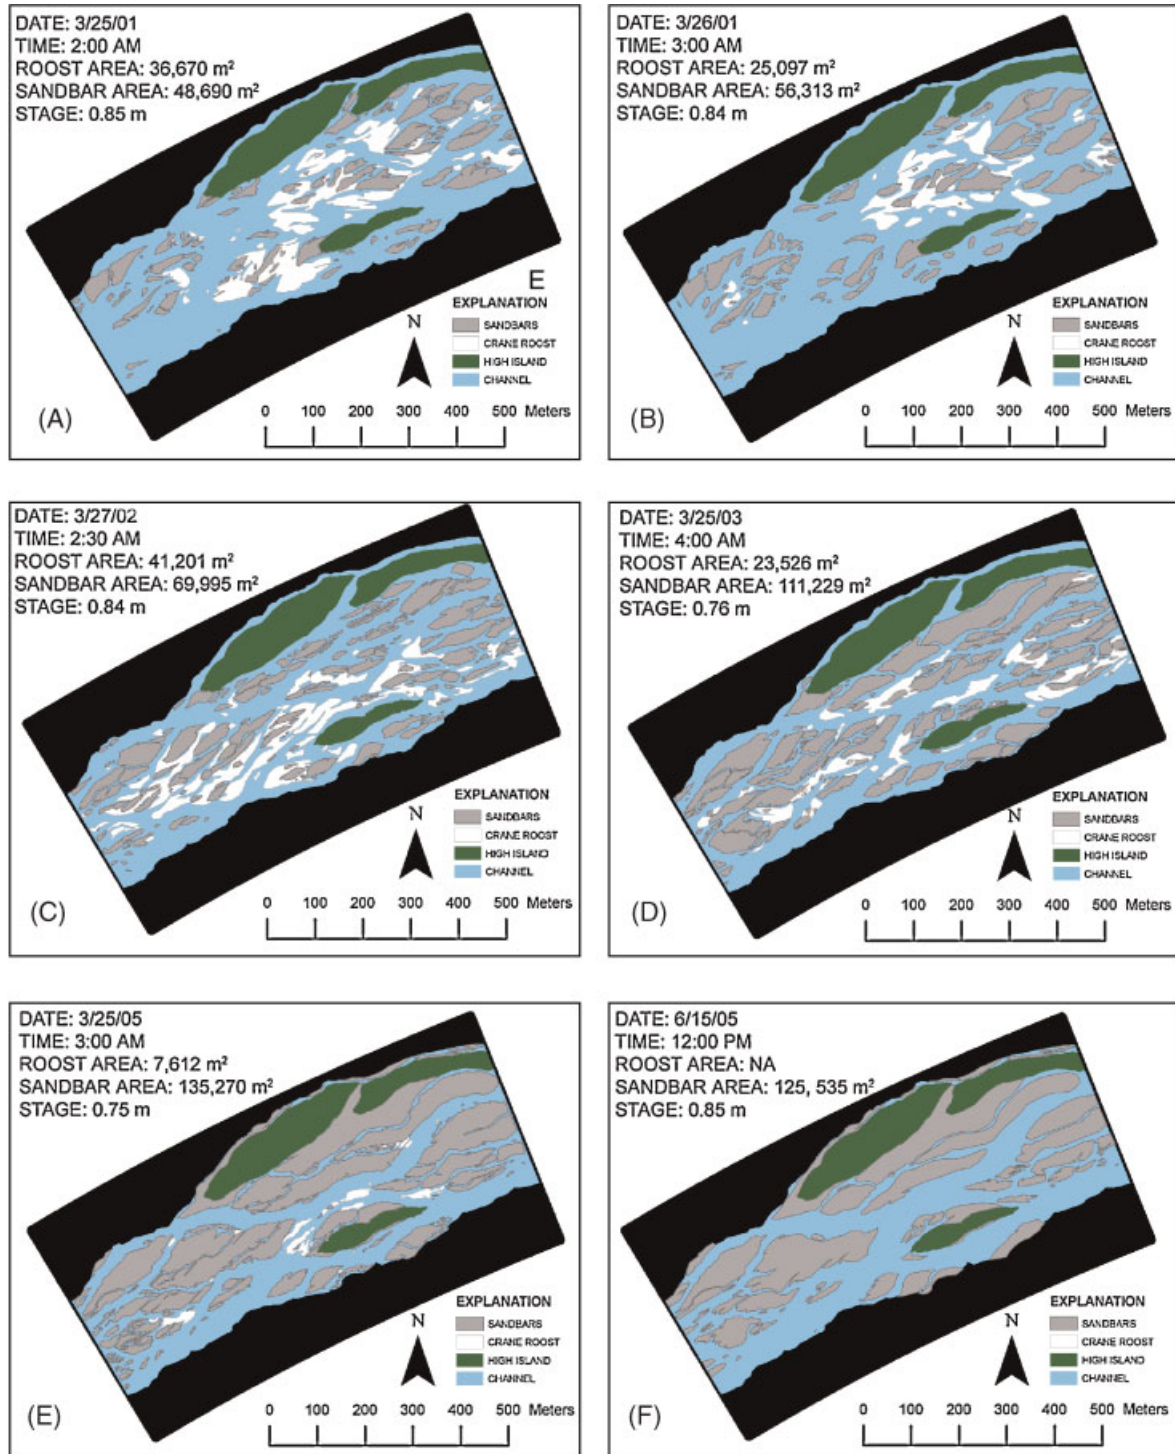 DATE: 3/25/01
TIME: 2:00 AM
ROOST AREA: 36,670 m²
SANDBAR AREA: 48,690 m²
STAGE: 0.85 m
E
EXPLANATION
N
SANDBARS
CRANE ROOST
HIGH ISLAND
CHANNEL
(A)
0 100 200 300 400 500 Meters
DATE: 3/26/01
TIME: 3:00 AM
ROOST AREA: 25,097 m²
SANDBAR AREA: 56,313 m²
STAGE: 0.84 m
EXPLANATION
N
SANDBARS
CRANE ROOST
HIGH ISLAND
CHANNEL
(B)
0 100 200 300 400 500 Meters
DATE: 3/27/02
TIME: 2:30 AM
ROOST AREA: 41,201 m²
SANDBAR AREA: 69,995 m²
STAGE: 0.84 m
EXPLANATION
N
SANDBARS
CRANE ROOST
HIGH ISLAND
CHANNEL
(C)
0 100 200 300 400 500 Meters
DATE: 3/25/03
TIME: 4:00 AM
ROOST AREA: 23,526 m²
SANDBAR AREA: 111,229 m²
STAGE: 0.76 m
EXPLANATION
N
SANDBARS
CRANE ROOST
HIGH ISLAND
CHANNEL
(D)
0 100 200 300 400 500 Meters
DATE: 3/25/05
TIME: 3:00 AM
ROOST AREA: 7,612 m²
SANDBAR AREA: 135,270 m²
STAGE: 0.75 m
EXPLANATION
N
SANDBARS
CRANE ROOST
HIGH ISLAND
CHANNEL
(E)
0 100 200 300 400 500 Meters
DATE: 6/15/05
TIME: 12:00 PM
ROOST AREA: NA
SANDBAR AREA: 125, 535 m²
STAGE: 0.85 m
EXPLANATION
N
SANDBARS
CRANE ROOST
HIGH ISLAND
CHANNEL
(F)
0 100 200 300 400 500 Meters